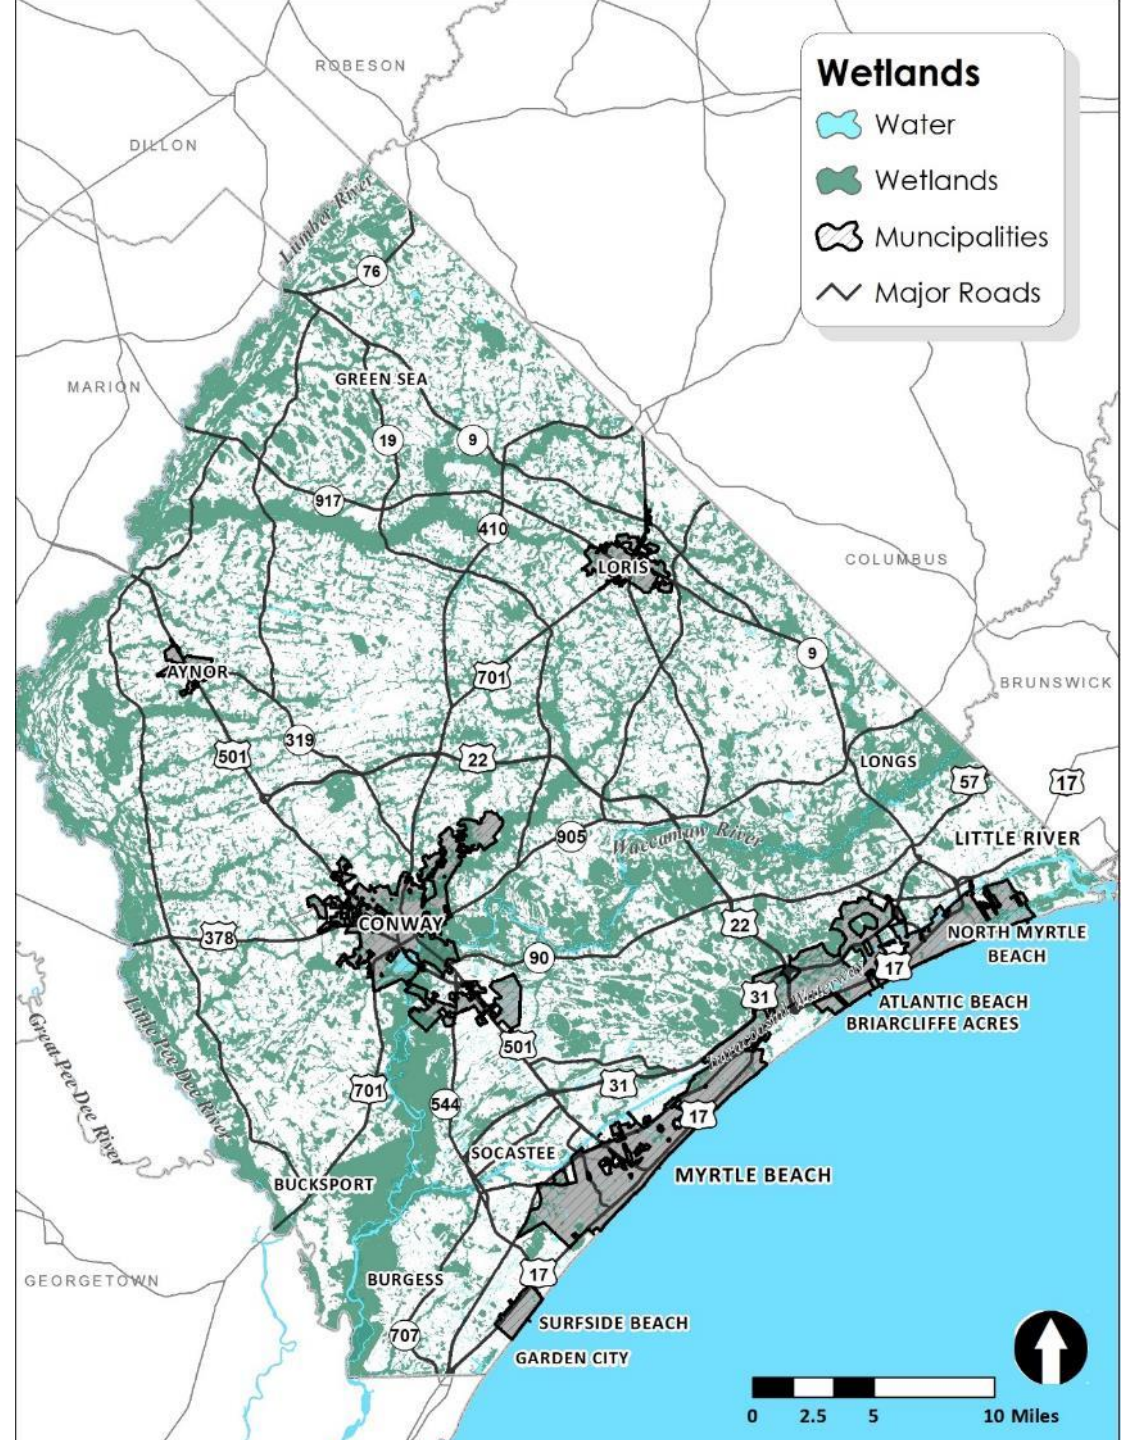 Wetlands
Water
Wetlands
Muncipalities
Major Roads
ROBESON
DILLON
Lumber River
76
MARION
GREEN SEA
19
9
917
410
LORIS
COLUMBUS
9
AYNOR
701
BRUNSWICK
319
501
22
LONGS
57
17
905
Waccamaw River
LITTLE RIVER
CONWAY
378
22
90
NORTH MYRTLE
BEACH
17
31
Intracoastal Waterway
ATLANTIC BEACH
BRIARCLIFFE ACRES
Great Pee Dee River
Little Pee Dee River
501
31
701
544
17
SOCASTEE
MYRTLE BEACH
BUCKSPORT
GEORGETOWN
BURGESS
17
SURFSIDE BEACH
707
GARDEN CITY
0 2.5 5 10 Miles